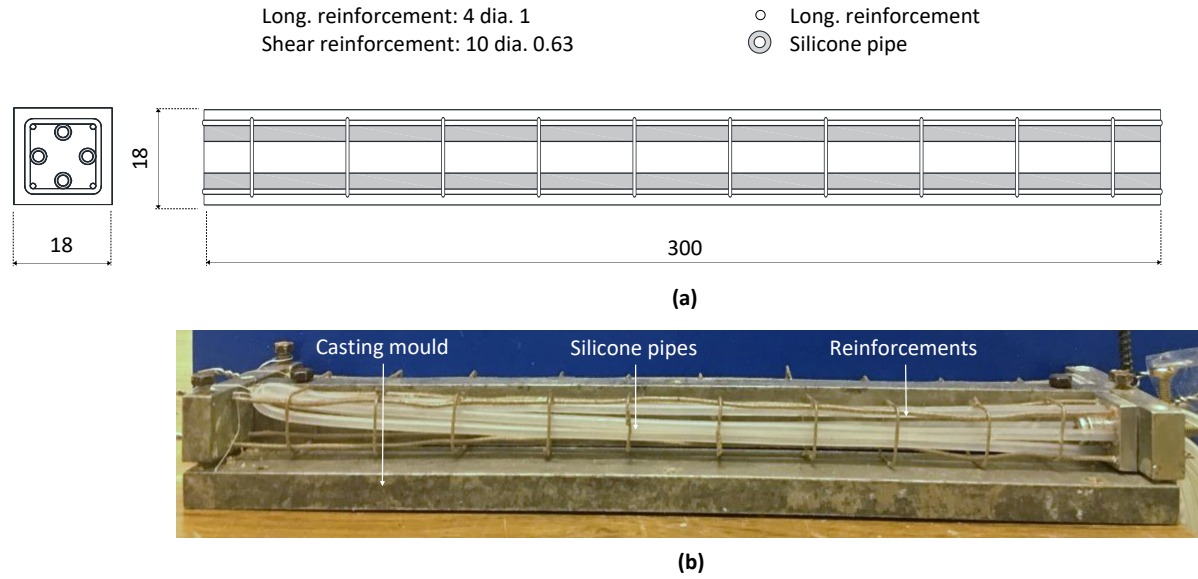 Long. reinforcement: 4 dia. 1
Shear reinforcement: 10 dia. 0.63
Long. reinforcement
Silicone pipe
18
18
300
(a)
Casting mould
Silicone pipes
Reinforcements
(b)